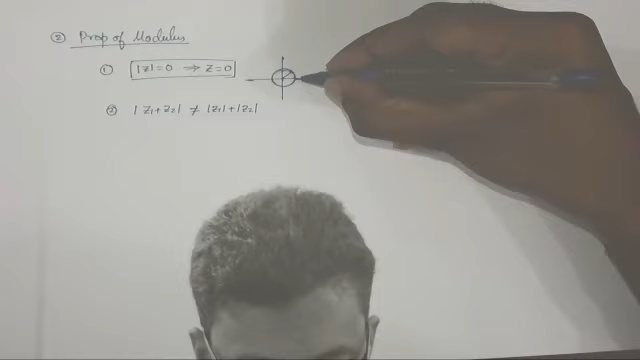 ② Prop of Modulus
① |z|=0 ⇒ z=0
② | z₁+z₂| ≠ |z₁|+|z₂|